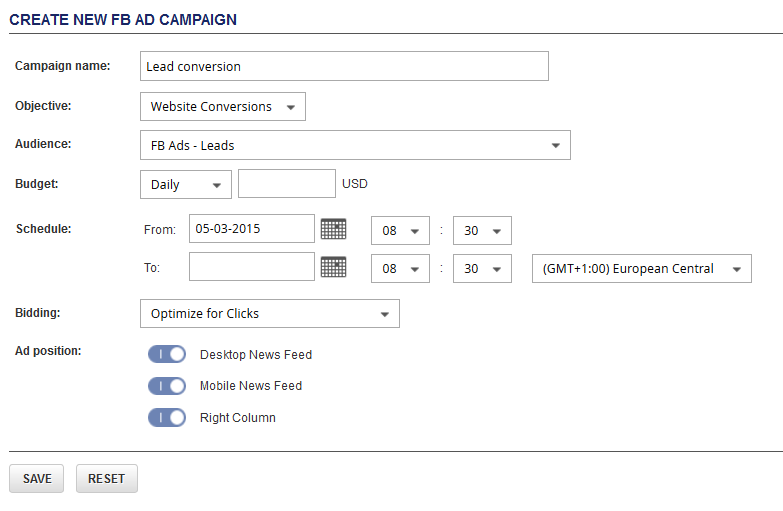 CREATE NEW FB AD CAMPAIGN
Campaign name: Lead conversion
Objective: Website Conversions
Audience: FB Ads - Leads
Budget: Daily USD
Schedule: From: 05-03-2015 08 : 30
To: 08 : 30 (GMT+1:00) European Central
Bidding: Optimize for Clicks
Ad position: Desktop News Feed
Mobile News Feed
Right Column
SAVE RESET